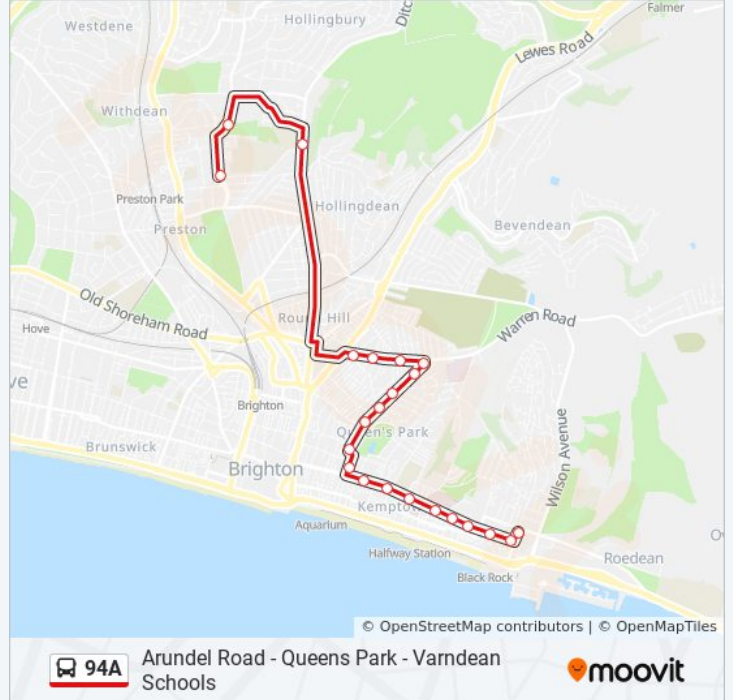 Falmer
Hollingbury
Westdene
Ditc
Lewes Road
Withdean
Preston Park
Hollingdean
Preston
Bevendean
Old Shoreham Road
Round Hill
Warren Road
Hove
ve
Brighton
Queen's Park
Brunswick
Brighton
Wilson Avenue
Kemptown
Aquarium
Halfway Station
Roedean
Black Rock
O
© OpenStreetMap contributors | © OpenMapTiles
94A
Arundel Road - Queens Park - Varndean
Schools
moovit